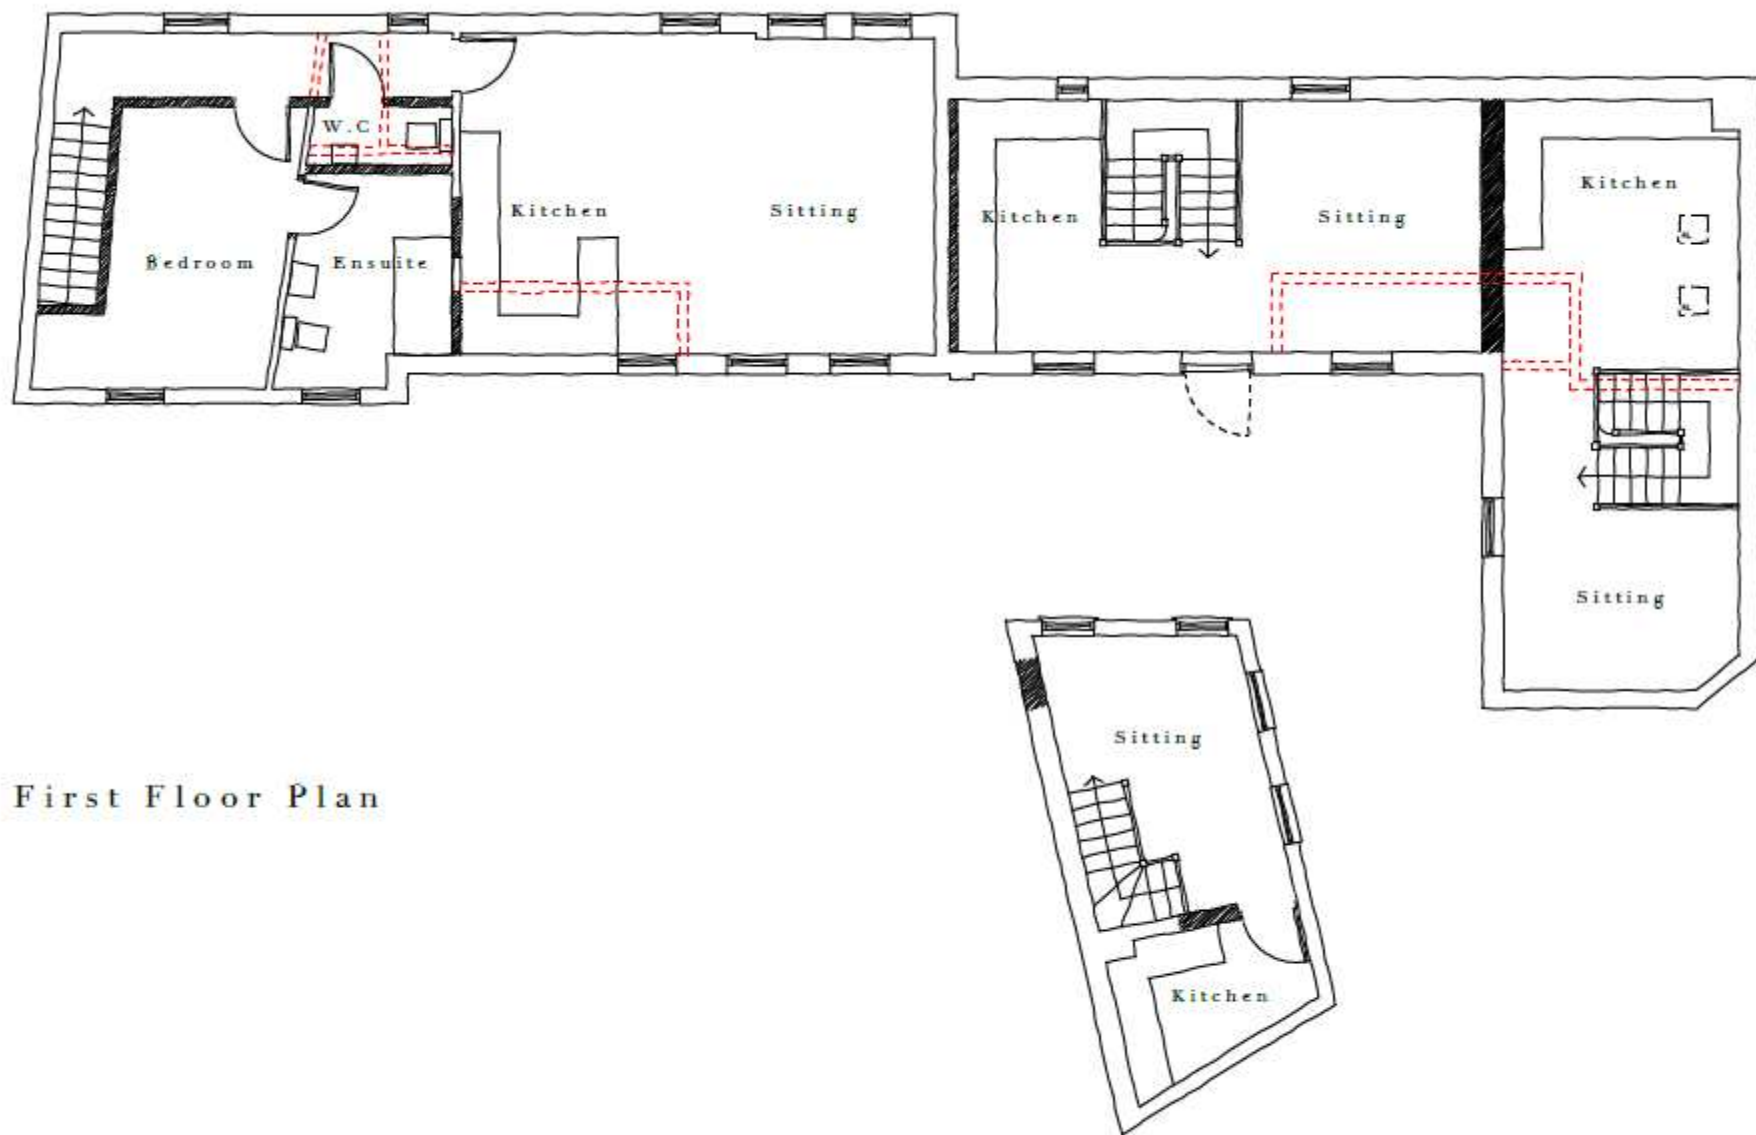 W.C
Kitchen
Kitchen
Sitting
Kitchen
Sitting
Bedroom
Ensuite
Sitting
Sitting
First Floor Plan
Kitchen